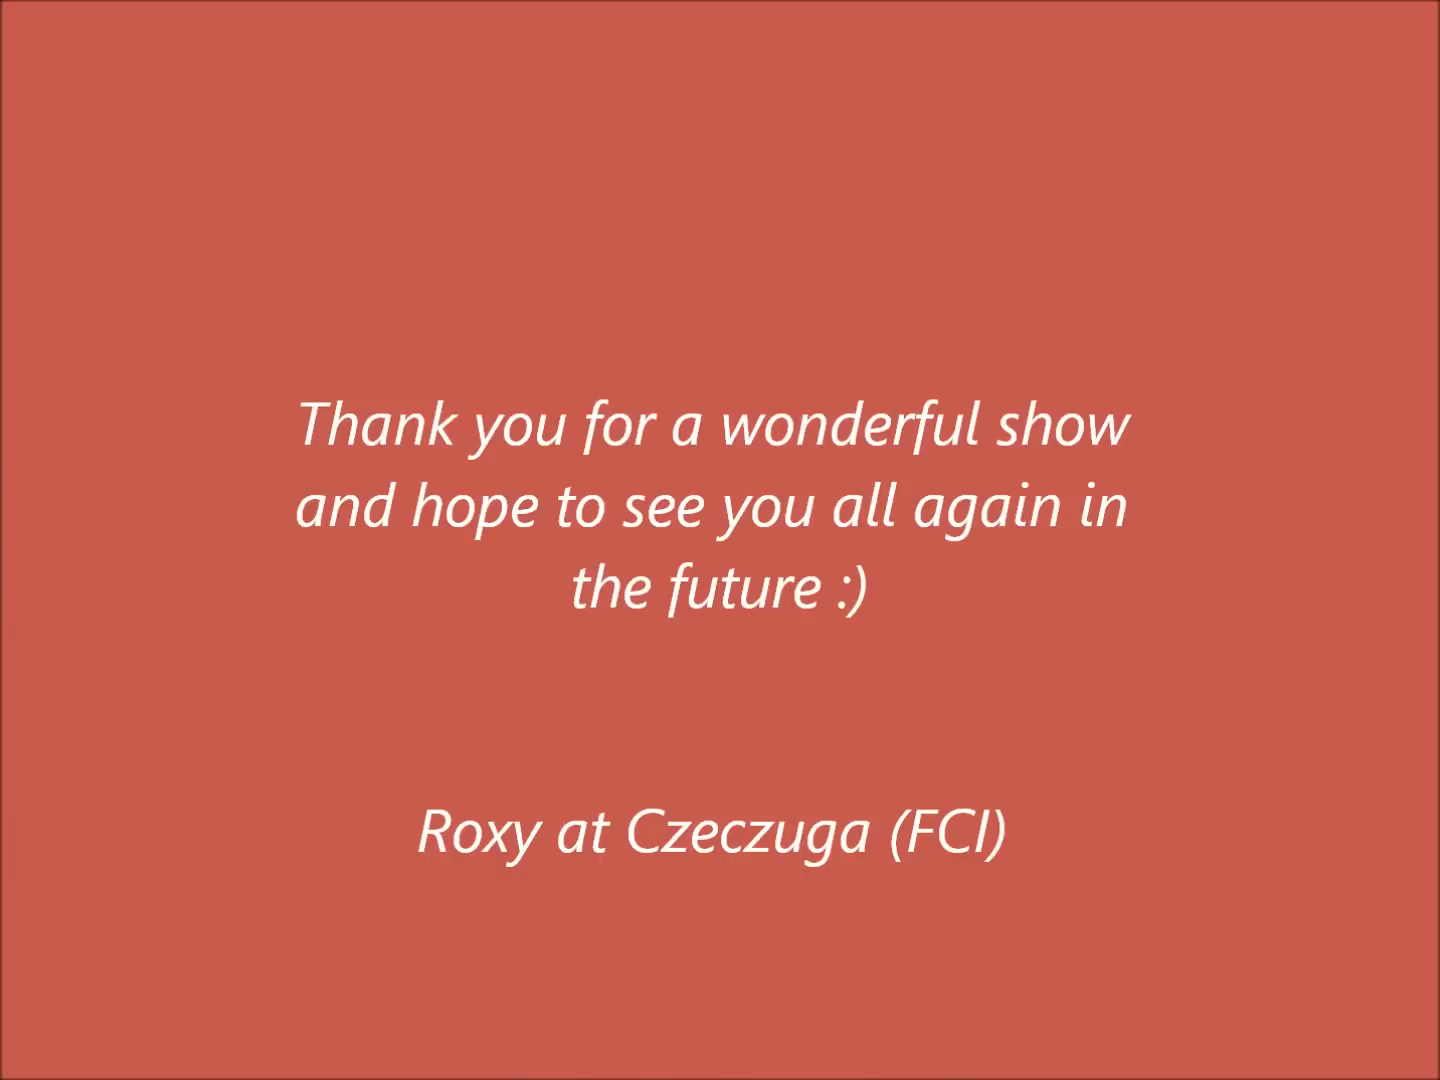 Thank you for a wonderful show
and hope to see you all again in
the future :)
Roxy at Czeczuga (FCI)